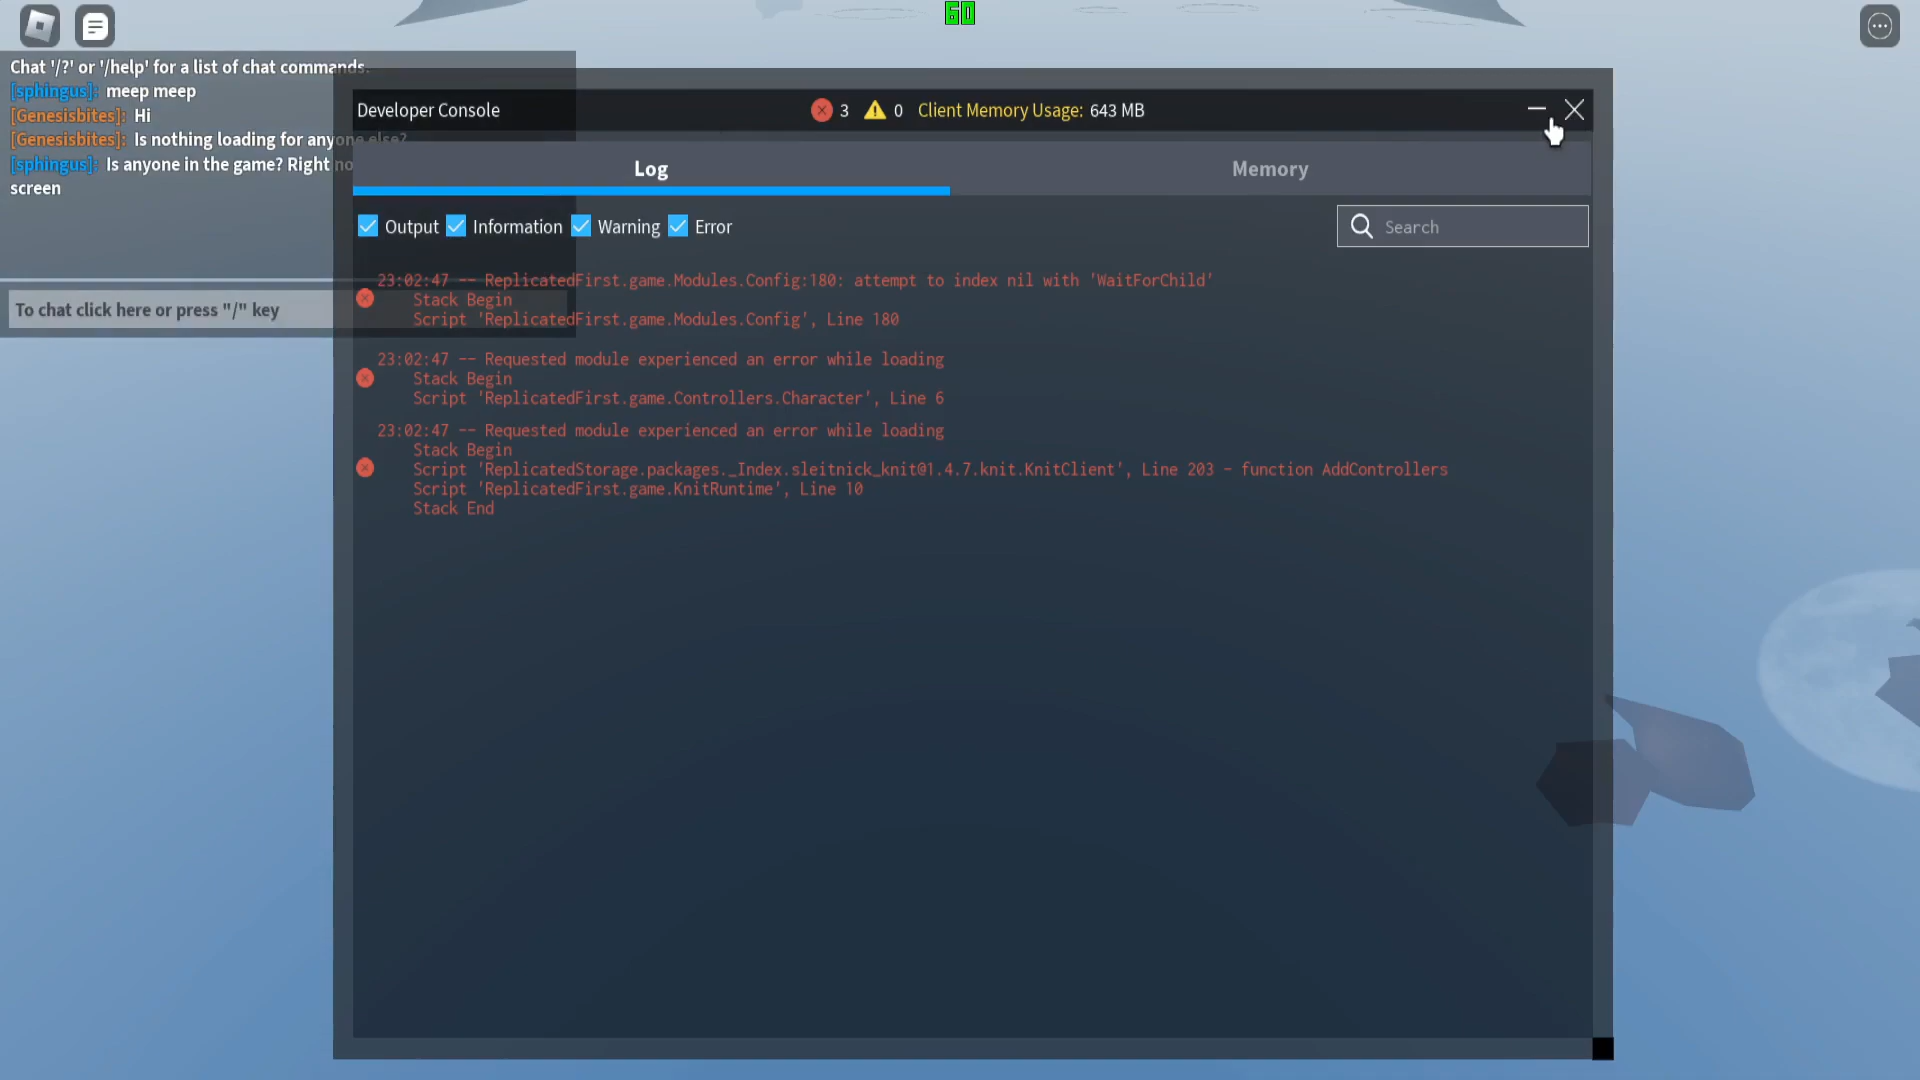 60
Chat '/?' or '/help' for a list of chat commands.
[sphingus]: meep meep
[Genesisbites]: Hi
[Genesisbites]: Is nothing loading for anyone else?
[sphingus]: Is anyone in the game? Right no
screen
To chat click here or press "/" key
Developer Console
3
0
Client Memory Usage: 643 MB
Log
Memory
Output
Information
Warning
Error
Search
23:02:47 -- ReplicatedFirst.game.Modules.Config:180: attempt to index nil with 'WaitForChild'
Stack Begin
Script 'ReplicatedFirst.game.Modules.Config', Line 180
23:02:47 -- Requested module experienced an error while loading
Stack Begin
Script 'ReplicatedFirst.game.Controllers.Character', Line 6
23:02:47 -- Requested module experienced an error while loading
Stack Begin
Script 'ReplicatedStorage.packages._Index.sleitnick_knit@1.4.7.knit.KnitClient', Line 203 - function AddControllers
Script 'ReplicatedFirst.game.KnitRuntime', Line 10
Stack End